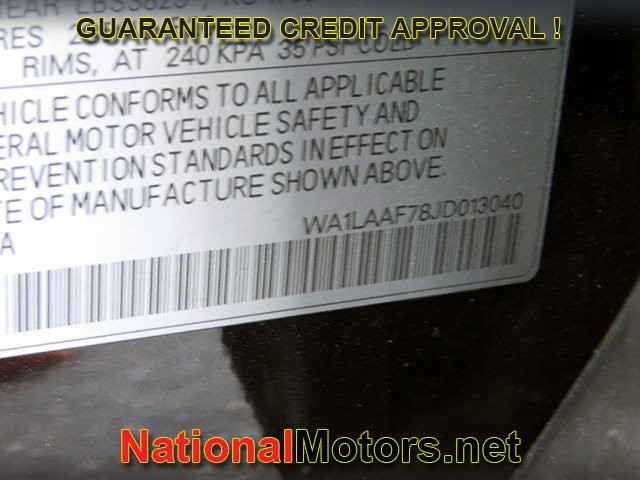 GUARANTEED CREDIT APPROVAL !
RIMS, AT 240 KPA 35 PSI COLD
HICLE CONFORMS TO ALL APPLICABLE
ERAL MOTOR VEHICLE SAFETY AND
REVENTION STANDARDS IN EFFECT ON
TE OF MANUFACTURE SHOWN ABOVE.
A
WA1LAAF78JD013040
NationalMotors.net